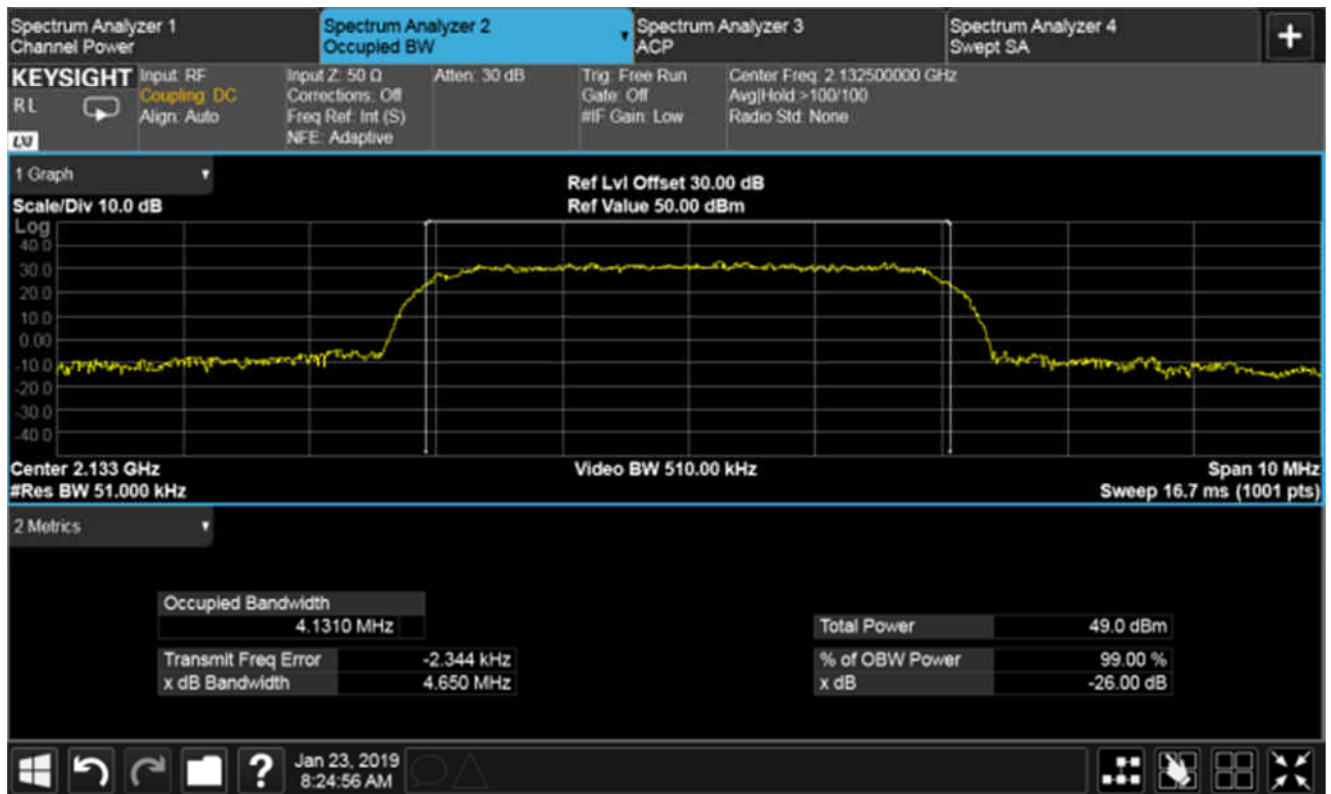 Spectrum Analyzer 1
Channel Power
Spectrum Analyzer 2
Occupied BW
Spectrum Analyzer 3
ACP
Spectrum Analyzer 4
Swept SA
+
KEYSIGHT
RL
LXI
Input: RF
Coupling: DC
Align: Auto
Input Z: 50 Ω
Corrections: Off
Freq Ref: Int (S)
NFE: Adaptive
Atten: 30 dB
Trig: Free Run
Gate: Off
#IF Gain: Low
Center Freq: 2.132500000 GHz
Avg|Hold:>100/100
Radio Std: None
1 Graph
Scale/Div 10.0 dB
Ref Lvl Offset 30.00 dB
Ref Value 50.00 dBm
Log
40.0
30.0
20.0
10.0
0.00
-10.0
-20.0
-30.0
-40.0
Center 2.133 GHz
#Res BW 51.000 kHz
Video BW 510.00 kHz
Span 10 MHz
Sweep 16.7 ms (1001 pts)
2 Metrics
Occupied Bandwidth
4.1310 MHz
Transmit Freq Error -2.344 kHz
x dB Bandwidth 4.650 MHz
Total Power 49.0 dBm
% of OBW Power 99.00 %
x dB -26.00 dB
?
Jan 23, 2019
8:24:56 AM